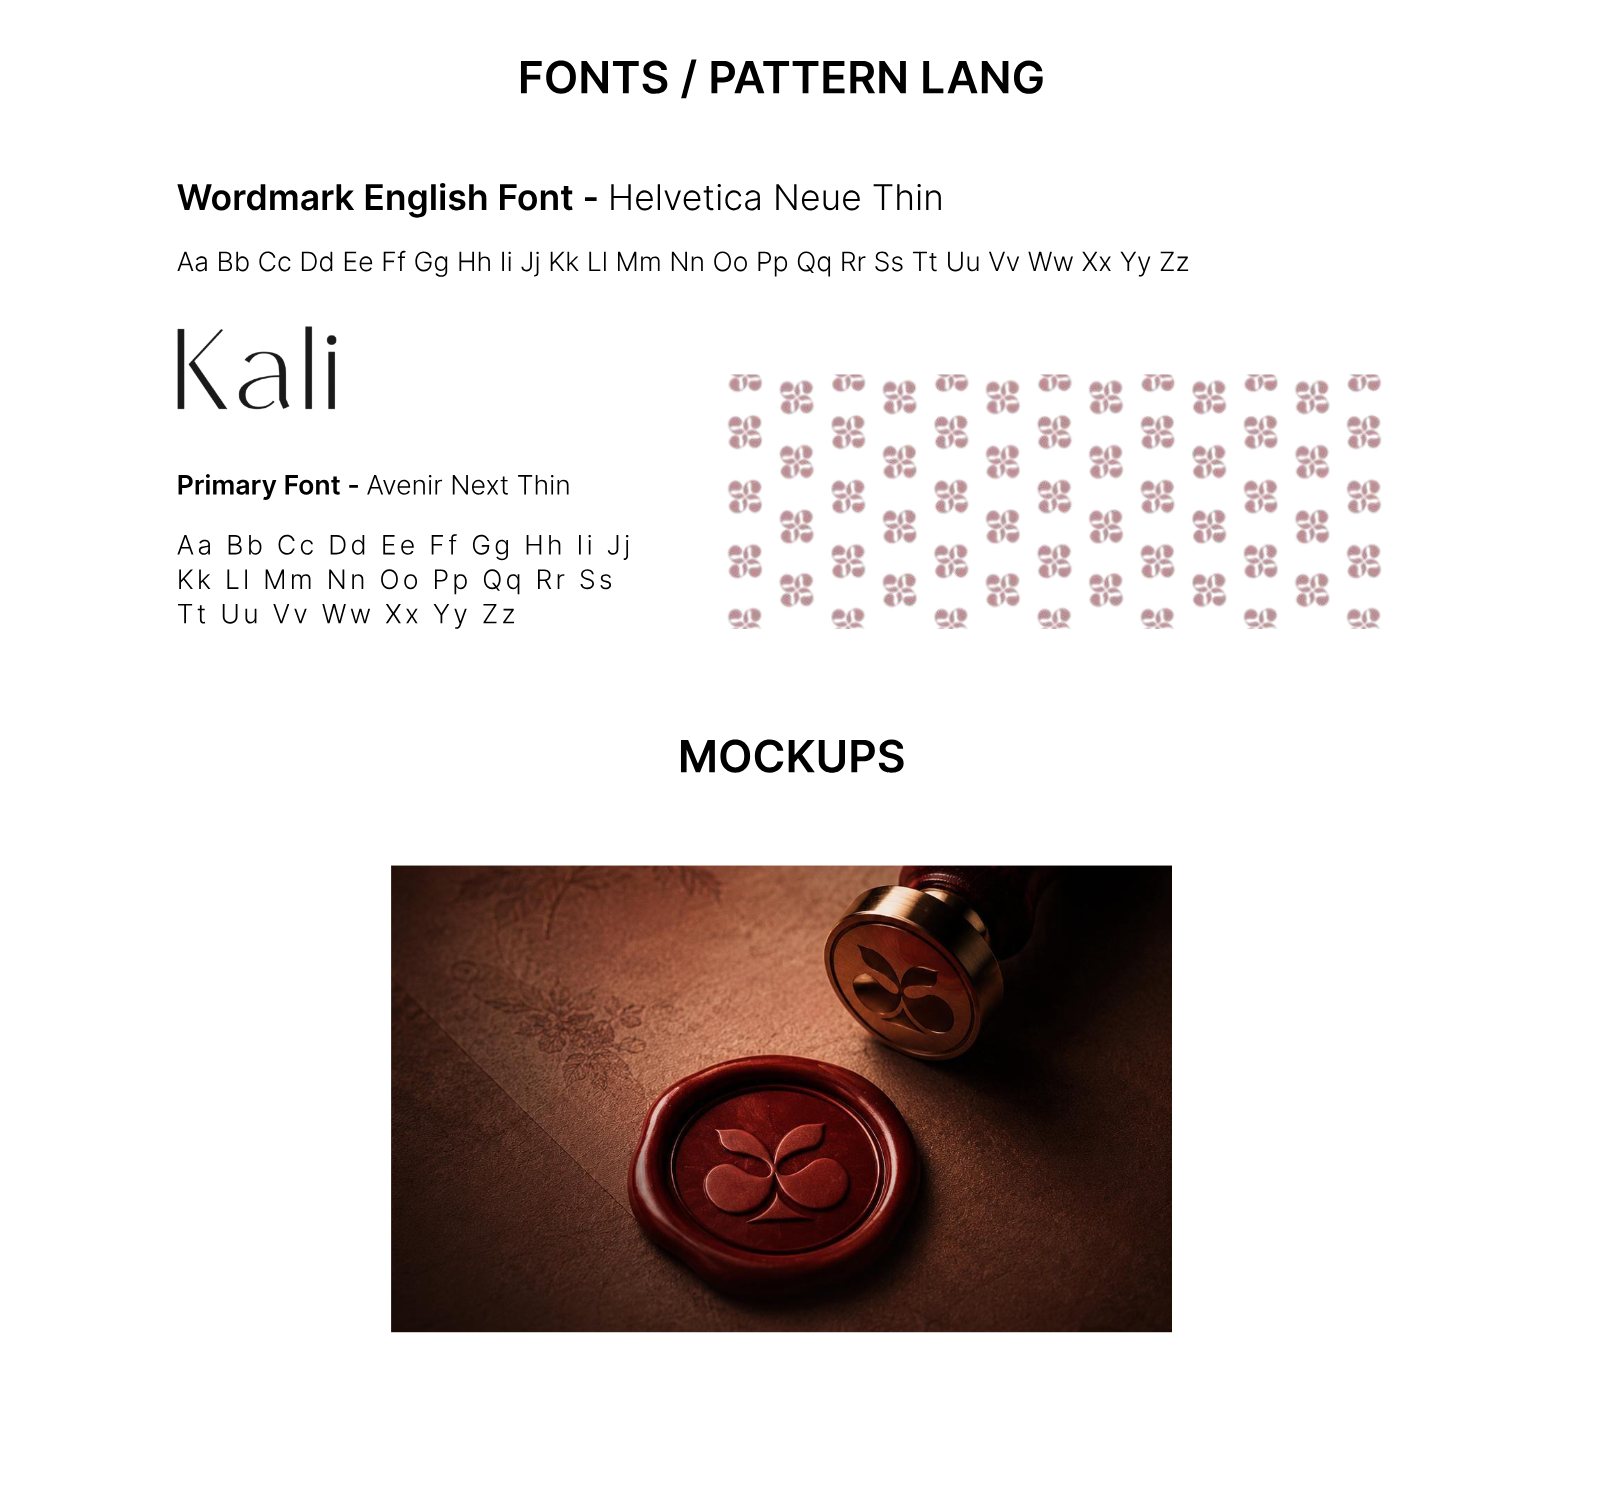 FONTS / PATTERN LANG
Wordmark English Font - Helvetica Neue Thin
Aa Bb Cc Dd Ee Ff Gg Hh Ii Jj Kk Ll Mm Nn Oo Pp Qq Rr Ss Tt Uu Vv Ww Xx Yy Zz
Kali
Primary Font - Avenir Next Thin
Aa Bb Cc Dd Ee Ff Gg Hh Ii Jj
Kk Ll Mm Nn Oo Pp Qq Rr Ss
Tt Uu Vv Ww Xx Yy Zz
MOCKUPS